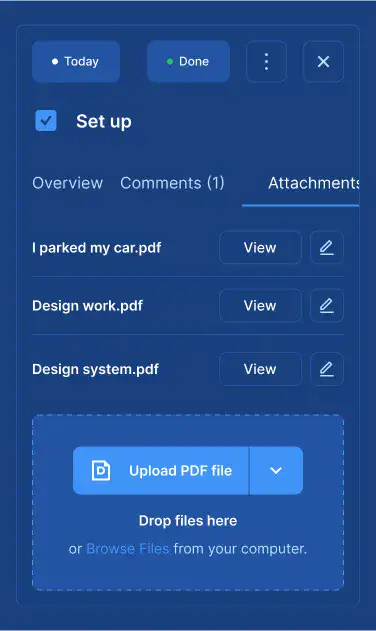 Today
Done
Set up
Overview Comments (1) Attachments
I parked my car.pdf View
Design work.pdf View
Design system.pdf View
Upload PDF file
Drop files here
or Browse Files from your computer.